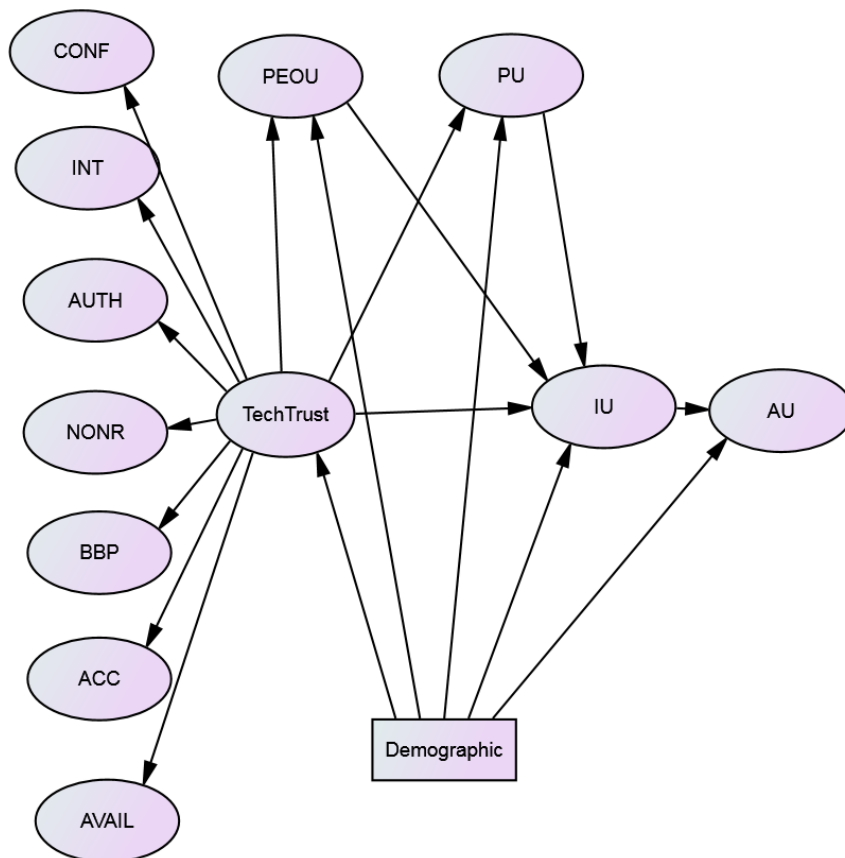 CONF
PEOU
PU
INT
AUTH
TechTrust
IU
AU
NONR
BBP
ACC
Demographic
AVAIL